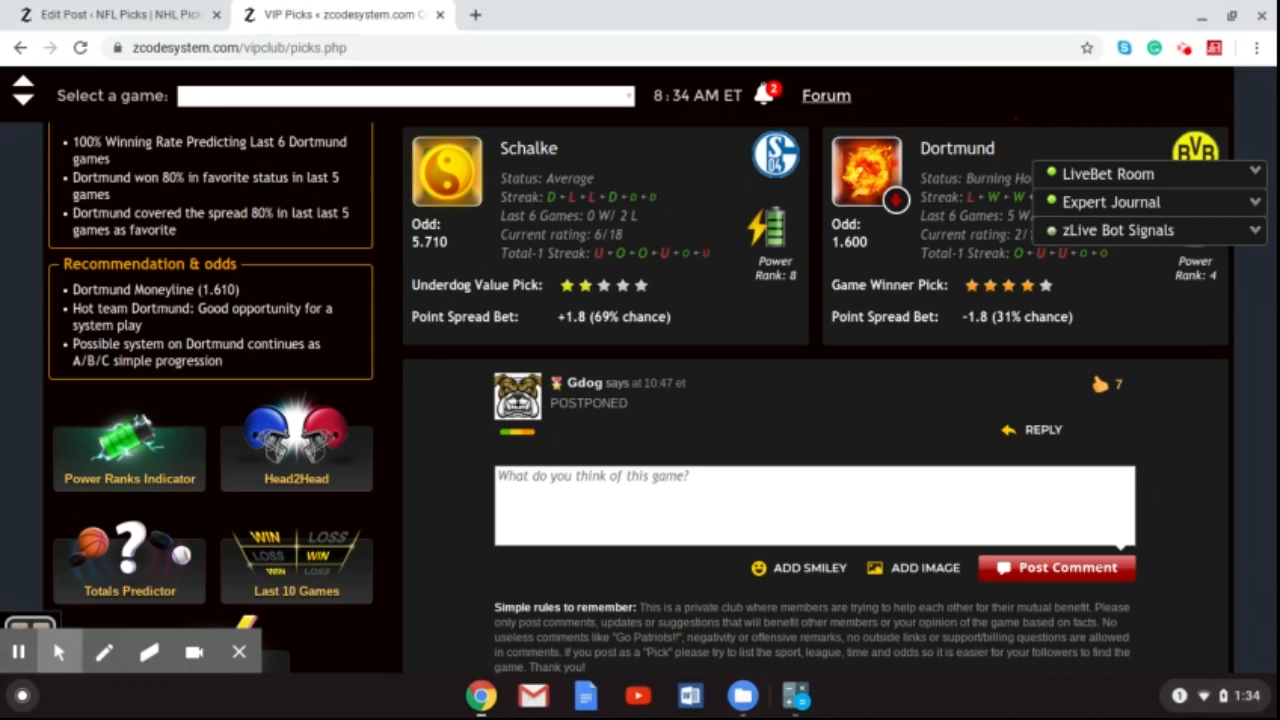 Edit Post ‹ NFL Picks | NHL Pick
VIP Picks « zcodesystem.com
zcodesystem.com/vipclub/picks.php
Select a game:
8:34 AM ET
2
Forum
• 100% Winning Rate Predicting Last 6 Dortmund
games
• Dortmund won 80% in favorite status in last 5
games
• Dortmund covered the spread 80% in last last 5
games as favorite
Recommendation & odds
• Dortmund Moneyline (1.610)
• Hot team Dortmund: Good opportunity for a
system play
• Possible system on Dortmund continues as
A/B/C simple progression
Power Ranks Indicator
Head2Head
WIN LOSS
LOSS WIN
WIN LOSS
Totals Predictor
Last 10 Games
Schalke
S 04
Status: Average
Streak: D + L + L + D + D + D
Last 6 Games: 0 W/ 2 L
Current rating: 6/18
Total-1 Streak: U + O + O + U + O + U
Odd:
5.710
Power
Rank: 8
Underdog Value Pick:
Point Spread Bet: +1.8 (69% chance)
Dortmund
BVB
Status: Burning Ho
Streak: L + W + W
Last 6 Games: 5 W
Current rating: 2/
Total-1 Streak: O + U + U + O + O
Odd:
1.600
Power
Rank: 4
Game Winner Pick:
Point Spread Bet: -1.8 (31% chance)
LiveBet Room
Expert Journal
zLive Bot Signals
Gdog says at 10:47 et
POSTPONED
7
REPLY
What do you think of this game?
ADD SMILEY
ADD IMAGE
Post Comment
Simple rules to remember: This is a private club where members are trying to help each other for their mutual benefit. Please
only post comments, updates or suggestions that will benefit other members or your opinion of the game based on facts. No
useless comments like "Go Patriots!!", negativity or offensive remarks, no outside links or support/billing questions are allowed
in comments. If you post as a "Pick" please try to list the sport, league, time and odds so it is easier for your followers to find the
game. Thank you!
1
1:34